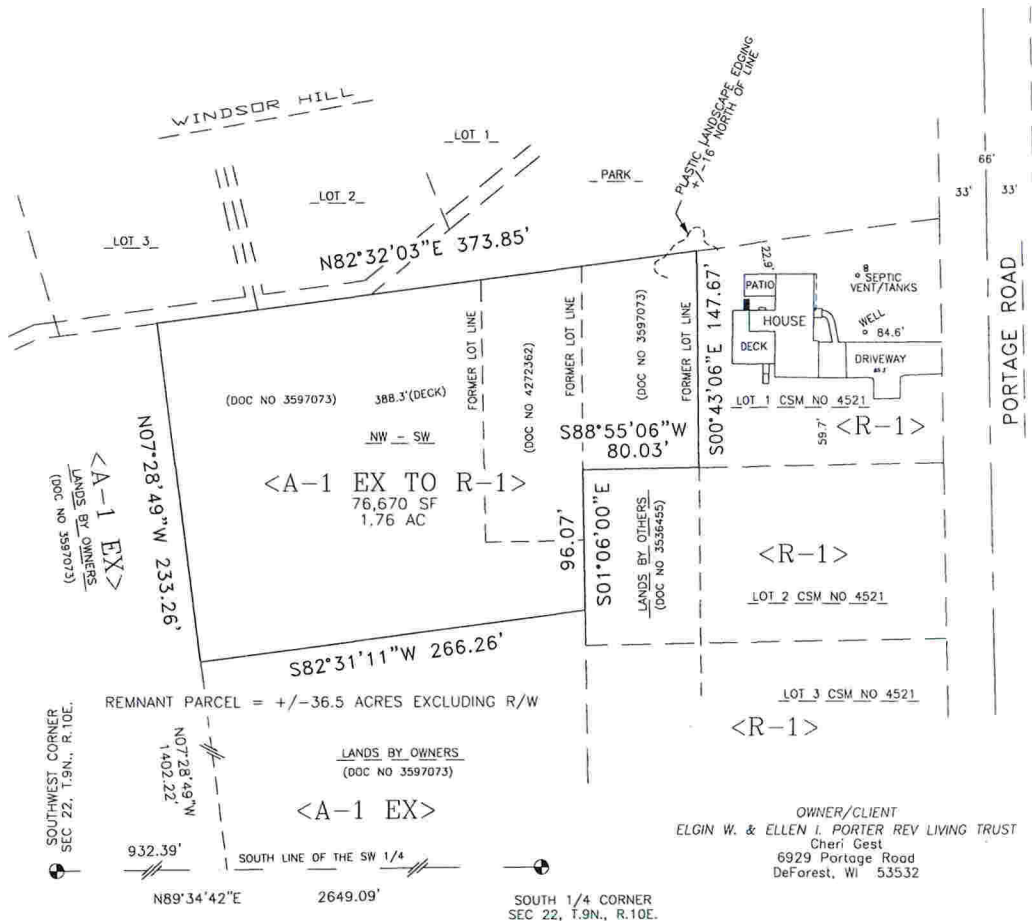 WINDSOR HILL
LOT 1
LOT 2
LOT 3
PARK
PLASTIC LANDSCAPE EDGING
+/-16' NORTH OF LINE
66'
33'
33'
PORTAGE ROAD
N82°32'03"E 373.85'
22.9'
PATIO
HOUSE
DECK
8
SEPTIC
VENT/TANKS
WELL
84.6'
DRIVEWAY
LOT 1 CSM NO 4521
59.7'
<R-1>
S00°43'06"E 147.67'
FORMER LOT LINE
(DOC NO 4272362)
FORMER LOT LINE
(DOC NO 3597073)
FORMER LOT LINE
(DOC NO 3597073)
388.3'(DECK)
NW - SW
S88°55'06"W
80.03'
<A-1 EX TO R-1>
76,670 SF
1.76 AC
N07°28'49"W 233.26'
<A-1 EX>
LANDS BY OWNERS
(DOC NO 3597073)
96.07'
S01°06'00"E
LANDS BY OTHERS
(DOC NO 3536455)
<R-1>
LOT 2 CSM NO 4521
S82°31'11"W 266.26'
REMNANT PARCEL = +/-36.5 ACRES EXCLUDING R/W
LOT 3 CSM NO 4521
<R-1>
N07°28'49"W
1402.22'
LANDS BY OWNERS
(DOC NO 3597073)
<A-1 EX>
SOUTHWEST CORNER
SEC 22, T.9N., R.10E.
932.39'
SOUTH LINE OF THE SW 1/4
N89°34'42"E 2649.09'
SOUTH 1/4 CORNER
SEC 22, T.9N., R.10E.
OWNER/CLIENT
ELGIN W. & ELLEN I. PORTER REV LIVING TRUST
Cheri Gest
6929 Portage Road
DeForest, WI 53532